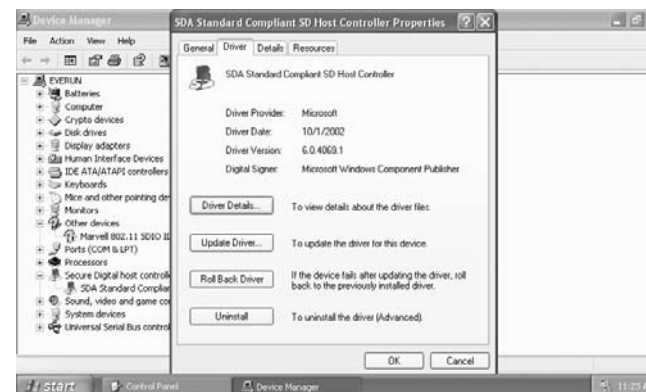 Device Manager
File Action View Help
EVERUN
Batteries
Computer
Crypto devices
Disk drives
Display adapters
Human Interface Devices
IDE ATA/ATAPI controllers
Keyboards
Mice and other pointing de
Monitors
Other devices
Marvell 802.11 SDIO ID
Ports (COM & LPT)
Processors
Secure Digital host controll
SDA Standard Complian
Sound, video and game co
System devices
Universal Serial Bus control
SDA Standard Compliant SD Host Controller Properties
General Driver Details Resources
SDA Standard Compliant SD Host Controller
Driver Provider: Microsoft
Driver Date: 10/1/2002
Driver Version: 6.0.4069.1
Digital Signer: Microsoft Windows Component Publisher
Driver Details... To view details about the driver files.
Update Driver... To update the driver for this device.
Roll Back Driver If the device fails after updating the driver, roll
back to the previously installed driver.
Uninstall To uninstall the driver (Advanced).
OK Cancel
start Control Panel Device Manager 11:23 A